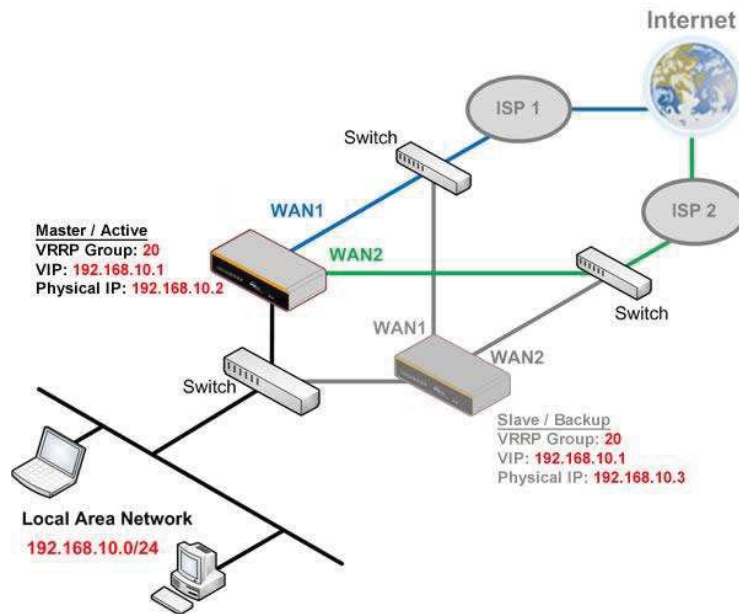 Internet
ISP 1
Switch
WAN1
ISP 2
Master / Active
VRRP Group: 20
VIP: 192.168.10.1
Physical IP: 192.168.10.2
WAN2
Switch
WAN1
WAN2
Switch
Slave / Backup
VRRP Group: 20
VIP: 192.168.10.1
Physical IP: 192.168.10.3
Local Area Network
192.168.10.0/24